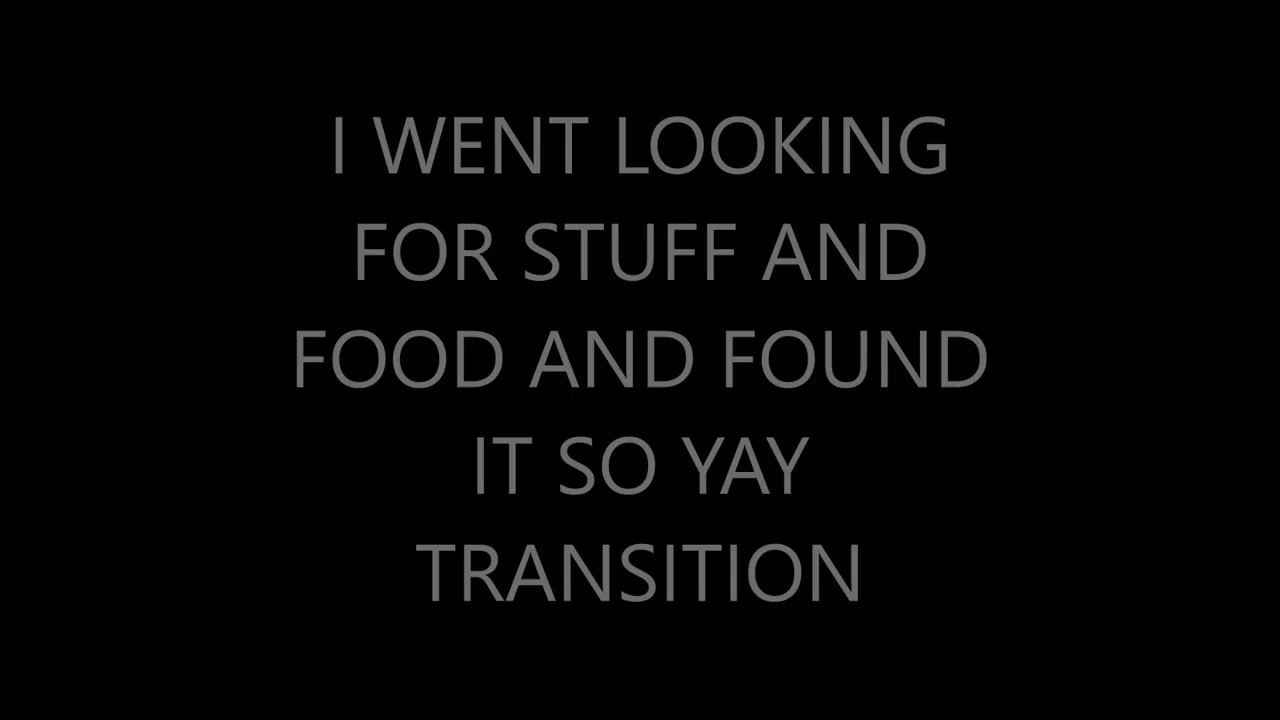 I WENT LOOKING
FOR STUFF AND
FOOD AND FOUND
IT SO YAY
TRANSITION